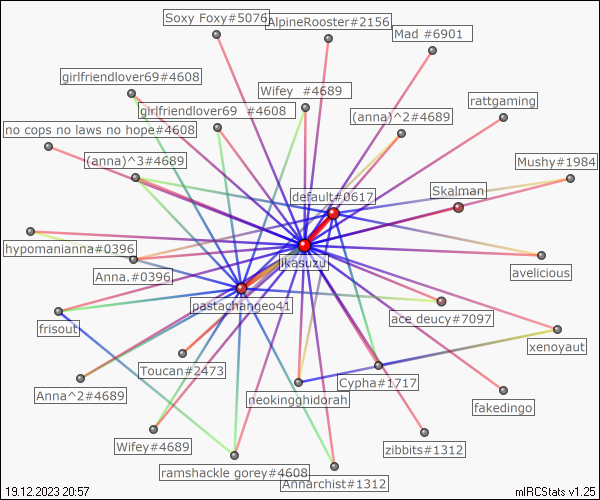 Soxy Foxy#5076
AlpineRooster#2156
Mad #6901
girlfriendlover69#4608
Wifey #4689
rattgaming
girlfriendlover69 #4608
(anna)^2#4689
no cops no laws no hope#4608
(anna)^3#4689
Mushy#1984
default#0617
Skalman
hypomananna#0396
ikasuzu
avelicious
Anna.#0396
pastachangeo41
ace deucy#7097
frisout
xenoyaut
Toucan#2473
Cypha#1717
Anna^2#4689
neokingghidorah
fakedingo
Wifey#4689
zibbits#1312
ramshackle gorey#4608
Annarchist#1312
19.12.2023 20:57
mIRCStats v1.25